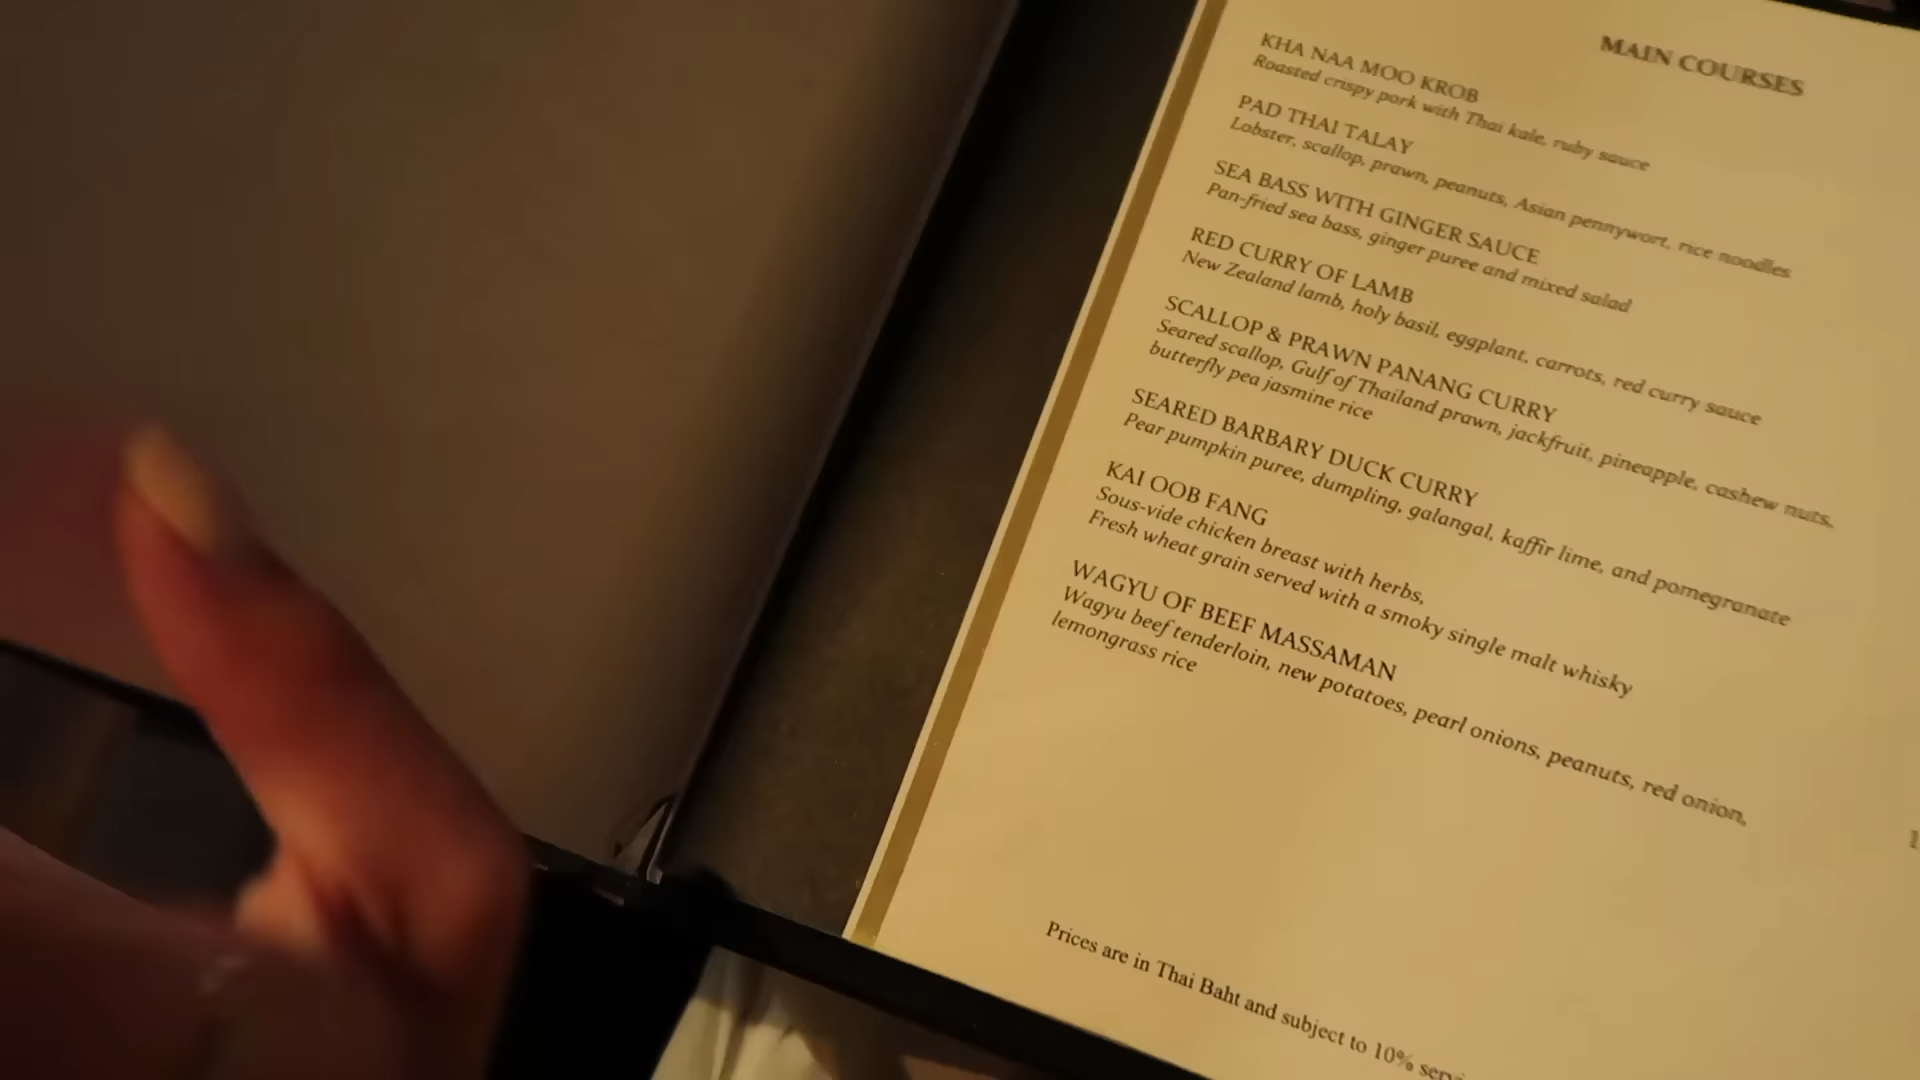 MAIN COURSES
KHA NAA MOO KROB
Roasted crispy pork with Thai kale, ruby sauce
PAD THAI TALAY
Lobster, scallop, prawn, peanuts, Asian pennywort, rice noodles
SEA BASS WITH GINGER SAUCE
Pan-fried sea bass, ginger puree and mixed salad
RED CURRY OF LAMB
New Zealand lamb, holy basil, eggplant, carrots, red curry sauce
SCALLOP & PRAWN PANANG CURRY
Seared scallop, Gulf of Thailand prawn, jackfruit, pineapple, cashew nuts,
butterfly pea jasmine rice
SEARED BARBARY DUCK CURRY
Pear pumpkin puree, dumpling, galangal, kaffir lime, and pomegranate
KAI OOB FANG
Sous-vide chicken breast with herbs,
Fresh wheat grain served with a smoky single malt whisky
WAGYU OF BEEF MASSAMAN
Wagyu beef tenderloin, new potatoes, pearl onions, peanuts, red onion,
lemongrass rice
Prices are in Thai Baht and subject to 10%